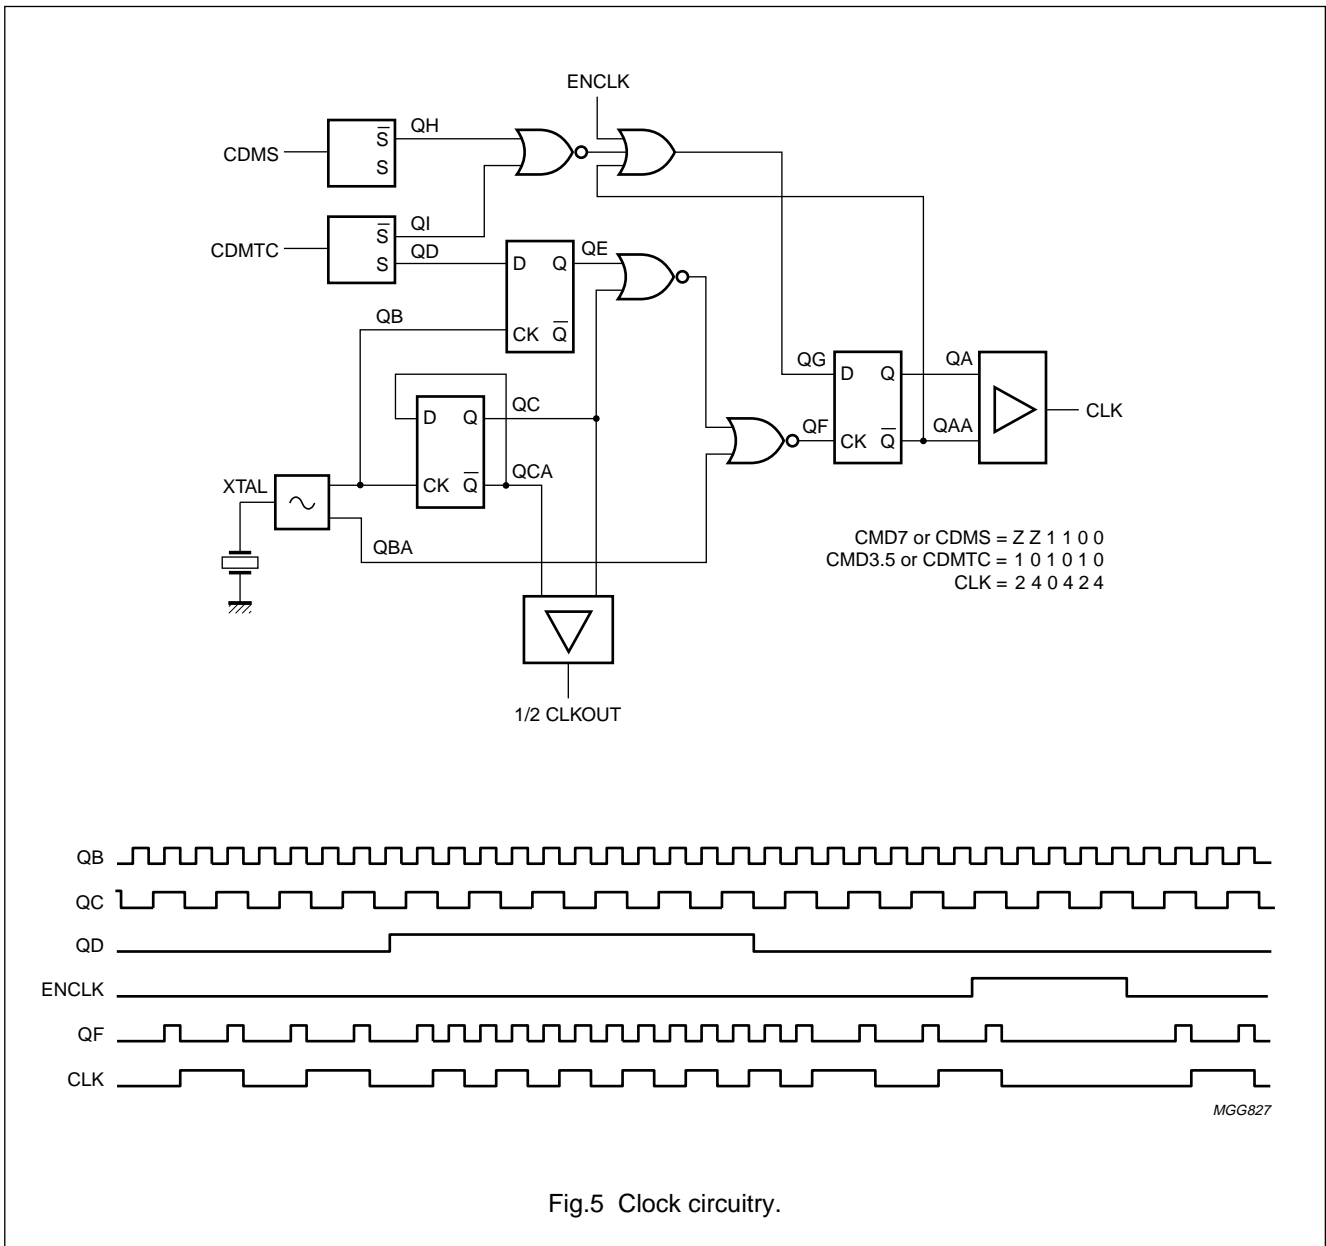 ENCLK
CDMS
S̅
S
QH
CDMTC
S̅
S
QI
QD
D Q
CK Q̅
QE
QB
D Q
CK Q̅
QC
QCA
XTAL
QBA
QG
QF
D Q
CK Q̅
QA
QAA
CLK
CMD7 or CDMS = Z Z 1 1 0 0
CMD3.5 or CDMTC = 1 0 1 0 1 0
CLK = 2 4 0 4 2 4
1/2 CLKOUT
QB
QC
QD
ENCLK
QF
CLK
MGG827
Fig.5 Clock circuitry.